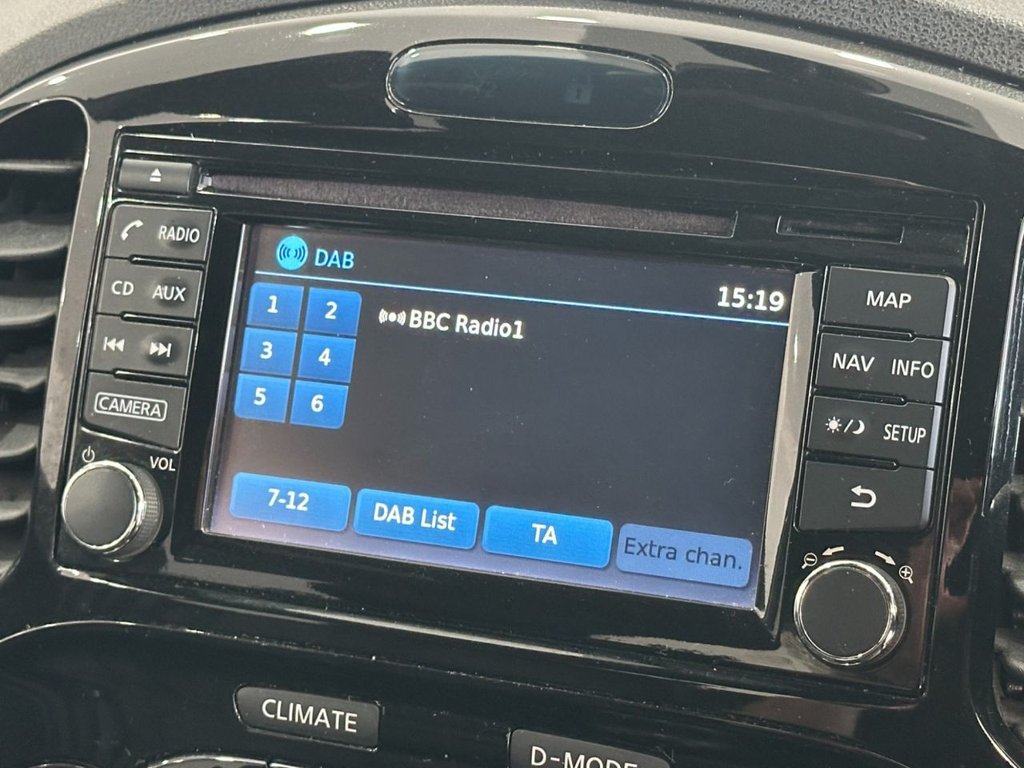 RADIO
CD AUX
CAMERA
VOL
DAB
15:19
1 2
3 4
5 6
BBC Radio1
7-12 DAB List TA Extra chan.
MAP
NAV INFO
SETUP
CLIMATE
D-MODE